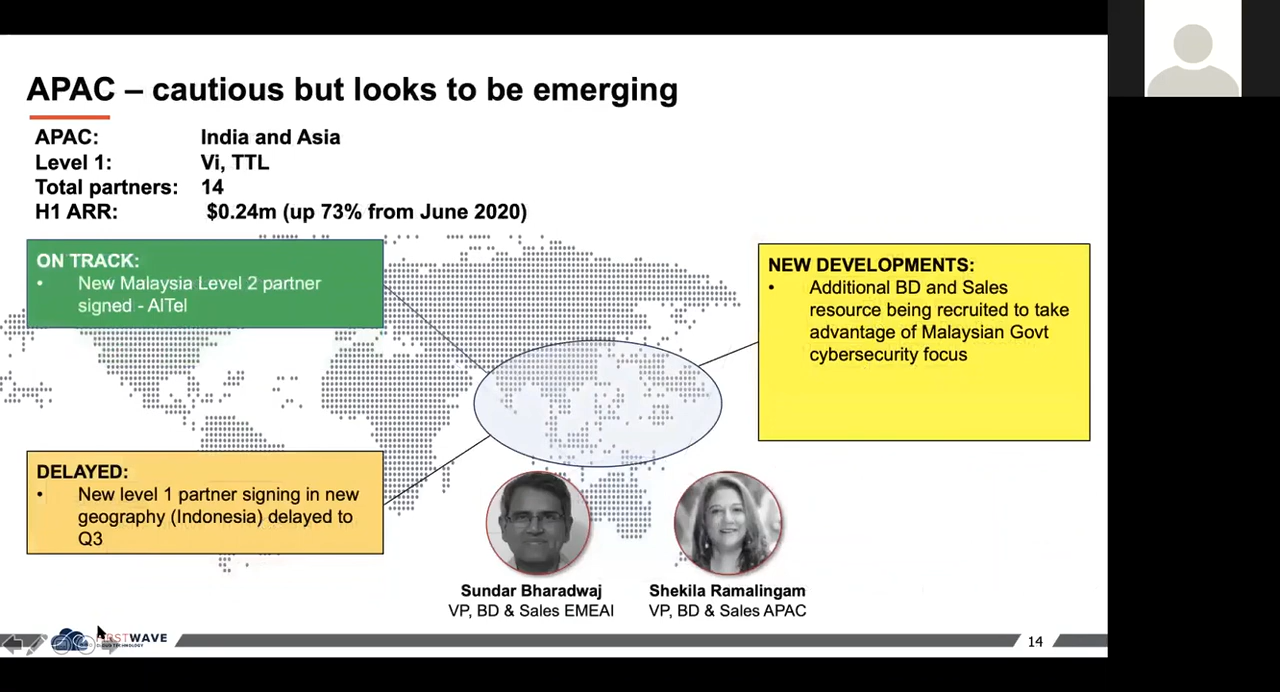 APAC – cautious but looks to be emerging
APAC: India and Asia
Level 1: Vi, TTL
Total partners: 14
H1 ARR: $0.24m (up 73% from June 2020)
ON TRACK:
• New Malaysia Level 2 partner
signed - AITel
NEW DEVELOPMENTS:
• Additional BD and Sales
resource being recruited to take
advantage of Malaysian Govt
cybersecurity focus
DELAYED:
• New level 1 partner signing in new
geography (Indonesia) delayed to
Q3
Sundar Bharadwaj
VP, BD & Sales EMEAI
Shekila Ramalingam
VP, BD & Sales APAC
RSTWAVE
14